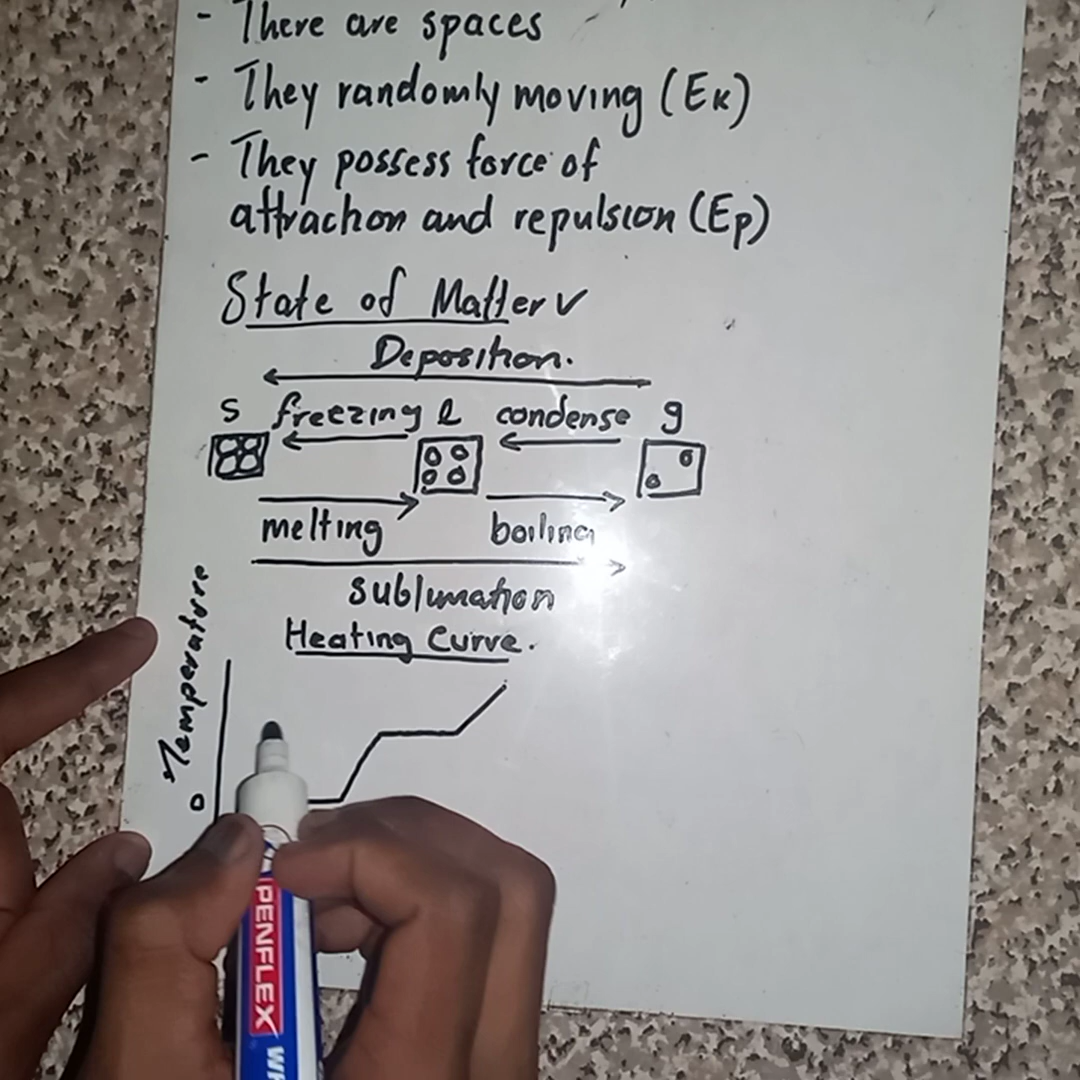 - There are spaces
- They randomly moving (Ek)
- They possess force of
attraction and repulsion (Ep)
State of Matter ✓
Deposition.
s freezing l condense g
melting boiling
sublimation
Heating Curve.
Temperature
0
PENFLEX
WH